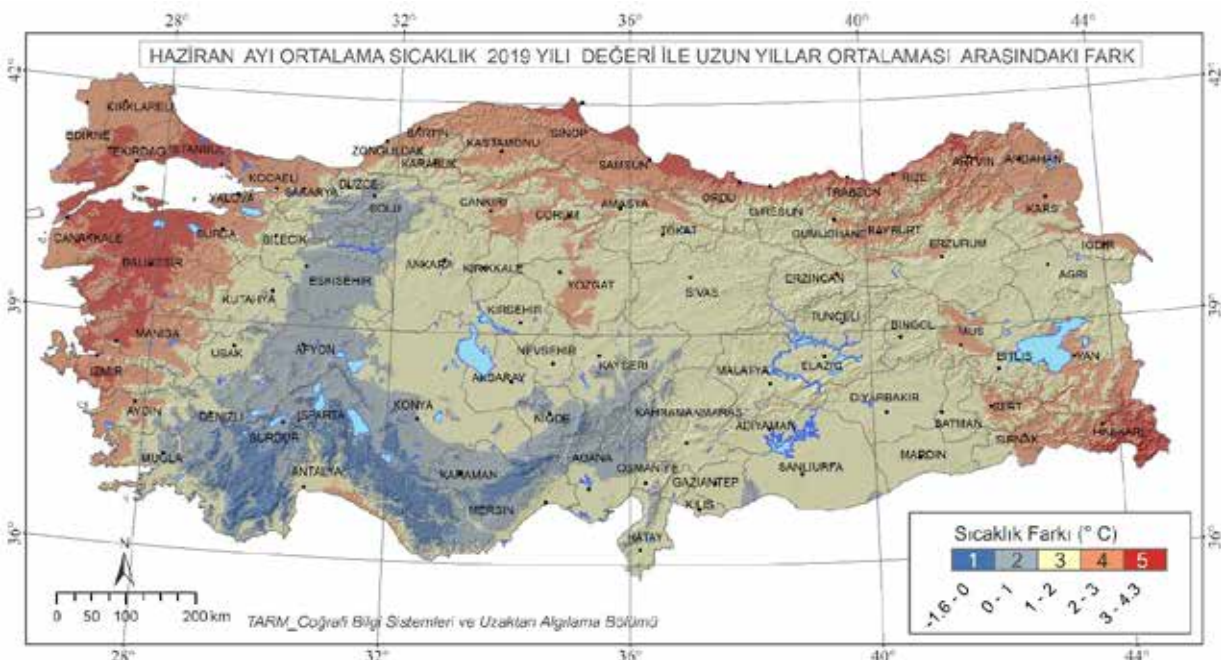 28° 32° 36° 40° 44°
HAZİRAN AYI ORTALAMA SICAKLIK 2019 YILI DEĞERİ İLE UZUN YILLAR ORTALAMASI ARASINDAKİ FARK
42° 42°
KIRKLARELİ
EDİRNE
TEKİRDAĞ İSTANBUL
BARTIN
ZONGULDAK
KARABÜK
KASTAMONU
SİNOP
SAMSUN
ARTVİN ARDAHAN
KOCAELİ
YALOVA SAKARYA
DÜZCE
BOLU
ÇANKIRI
ÇORUM
AMASYA
ORDU
GİRESUN
TRABZON
RİZE
KARS
ÇANAKKALE
BURSA
BİLECİK
TOKAT
GÜMÜŞHANE
BAYBURT
ERZURUM
IĞDIR
BALIKESİR
ESKİŞEHİR
ANKARA
KIRIKKALE
YOZGAT
SİVAS
ERZİNCAN
AĞRI
39° 39°
KÜTAHYA
KIRŞEHİR
TUNCELİ
BİNGÖL
MUŞ
MANİSA
UŞAK
AFYON
NEVŞEHİR
KAYSERİ
ELAZIĞ
BİTLİS
VAN
İZMİR
AKSARAY
MALATYA
AYDIN
DENİZLİ
ISPARTA
KONYA
NİĞDE
KAHRAMANMARAŞ
DİYARBAKIR
SİİRT
BURDUR
ADIYAMAN
BATMAN
ŞIRNAK
HAKKARİ
MUĞLA
ANTALYA
KARAMAN
ADANA
OSMANİYE
GAZİANTEP
ŞANLIURFA
MARDİN
MERSİN
KİLİS
HATAY
36° 36°
N
0 50 100 200 km
TARM_Coğrafi Bilgi Sistemleri ve Uzaktan Algılama Bölümü
Sıcaklık Farkı (° C)
1 2 3 4 5
-1.6 - 0 0 - 1 1 - 2 2 - 3 3 - 4.3
28° 32° 36° 40° 44°